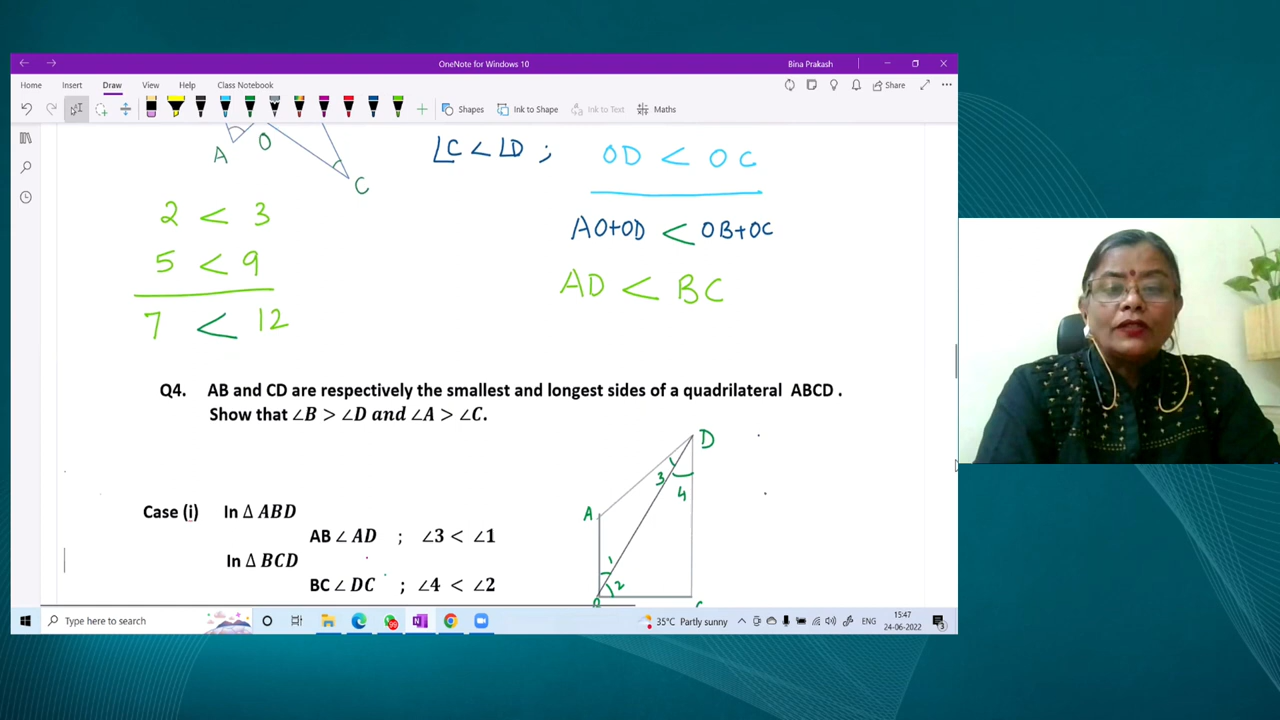 OneNote for Windows 10
Bina Prakash
Home Insert Draw View Help Class Notebook
Share
Shapes Ink to Shape Ink to Text Maths
A O C
∠C < ∠D ; OD < OC
2 < 3
AO+OD < OB+OC
5 < 9
AD < BC
7 < 12
Q4. AB and CD are respectively the smallest and longest sides of a quadrilateral ABCD .
Show that ∠B > ∠D and ∠A > ∠C.
D
3 4
Case (i) In Δ ABD
A
AB ∠ AD ; ∠3 < ∠1
In Δ BCD
1
BC ∠ DC ; ∠4 < ∠2
2
Type here to search
99
35°C Partly sunny
ENG
15:47
24-06-2022
3